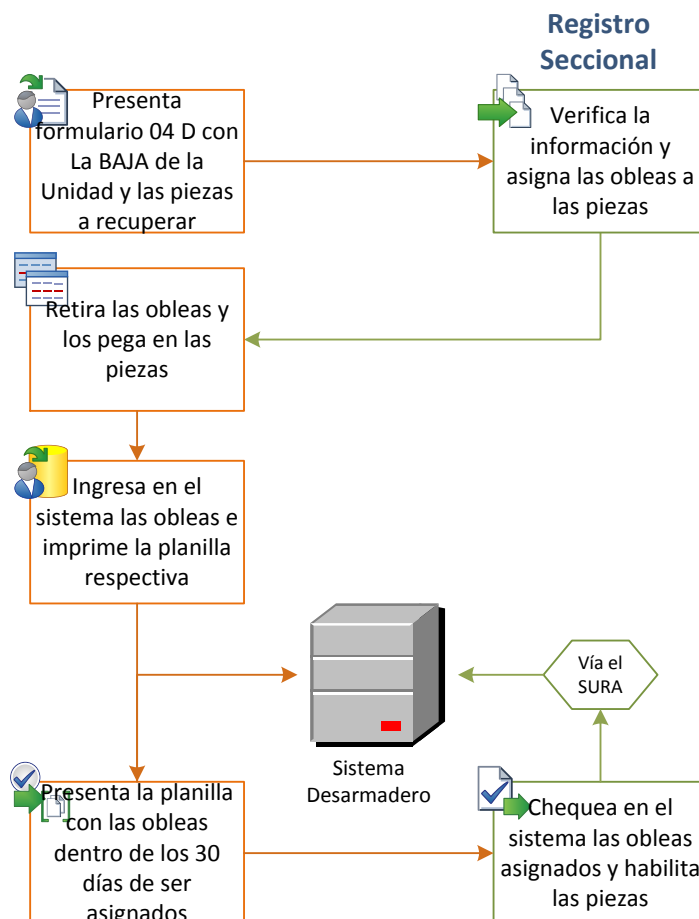 Registro
Seccional
Presenta
formulario 04 D con
La BAJA de la
Unidad y las piezas
a recuperar
Verifica la
información y
asigna las obleas a
las piezas
Retira las obleas y
los pega en las
piezas
Ingresa en el
sistema las obleas e
imprime la planilla
respectiva
Vía el
SURA
Sistema
Desarmadero
Presenta la planilla
con las obleas
dentro de los 30
días de ser
asignados
Chequea en el
sistema las obleas
asignados y habilita
las piezas